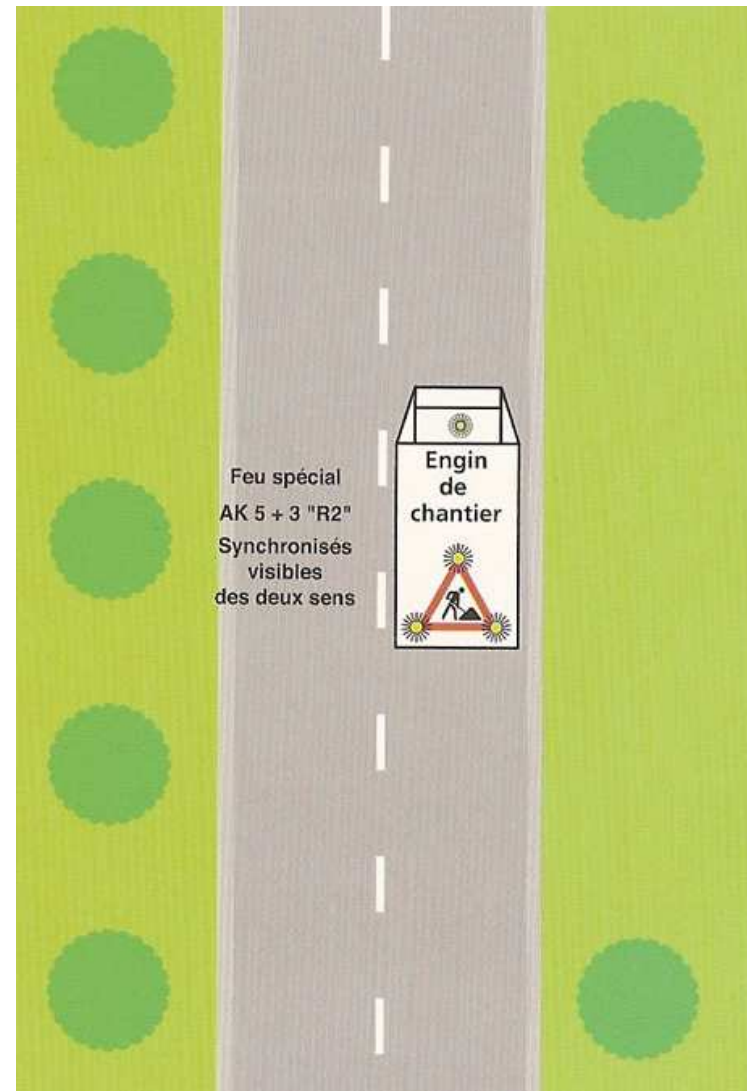 Feu spécial
AK 5 + 3 "R2"
Synchronisés
visibles
des deux sens
Engin
de
chantier